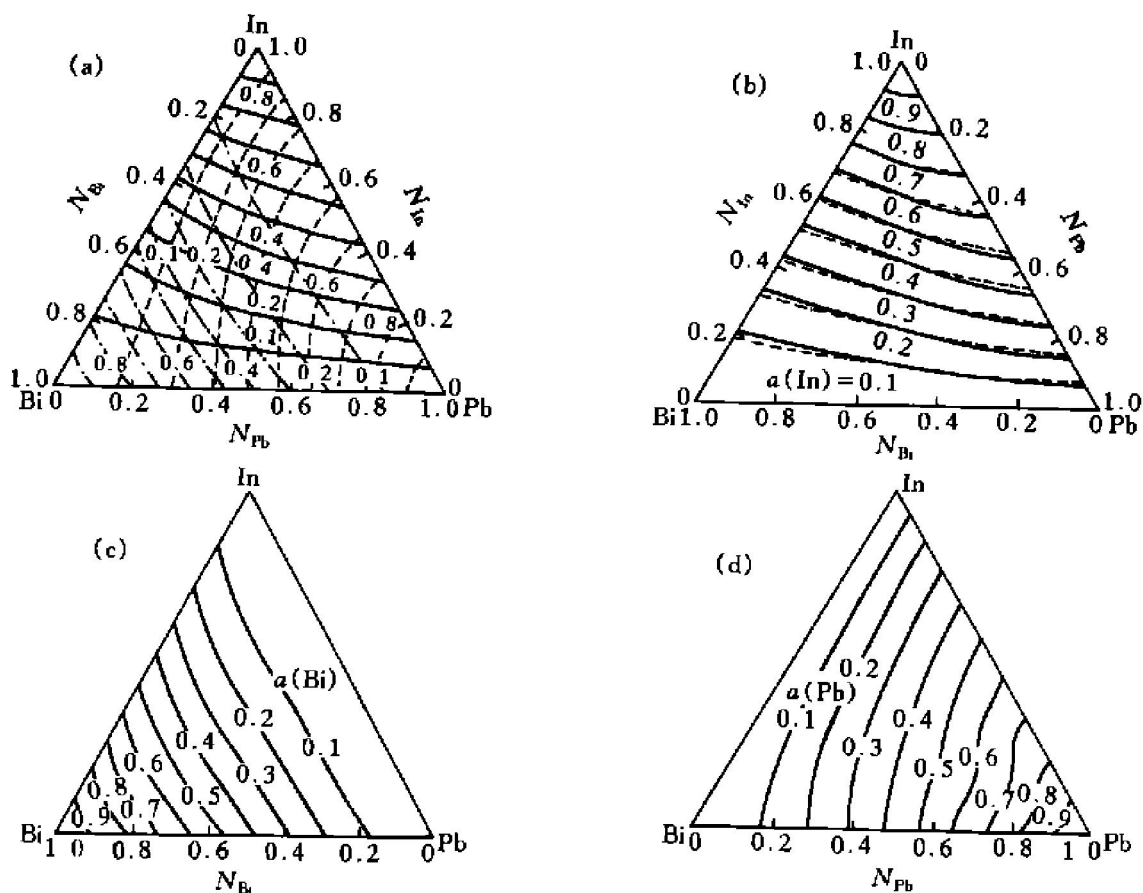 (a)
In
0 1.0
0.8
0.2 0.8
0.6
0.4 0.6
N_Bi N_In
0.4 0.4
0.6 0.1 0.2 0.4 0.6
0.2 0.2
0.8 0.1 0.8
0.8 0.6 0.4 0.2 0.1
1.0 0
Bi 0 0.2 0.4 0.6 0.8 1.0 Pb
N_Pb
(b)
In
1.0 0
0.9
0.8 0.2
0.8
0.7
0.6 0.6 0.4
N_In
0.5
0.4 0.4 0.6
0.3
0.2 0.2 0.8
a(In)=0.1
0 1.0
Bi 1.0 0.8 0.6 0.4 0.2 0 Pb
N_Bi
(c)
In
a(Bi)
0.2
0.4 0.1
0.6 0.3
0.8 0.5
0.9 0.7
Bi 1 0 0.8 0.6 0.4 0.2 0 Pb
N_Bi
(d)
In
0.2
a(Pb)
0.1 0.4
0.3 0.6
0.5
0.7 0.8
0.9
Bi 0 0.2 0.4 0.6 0.8 1 0 Pb
N_Pb